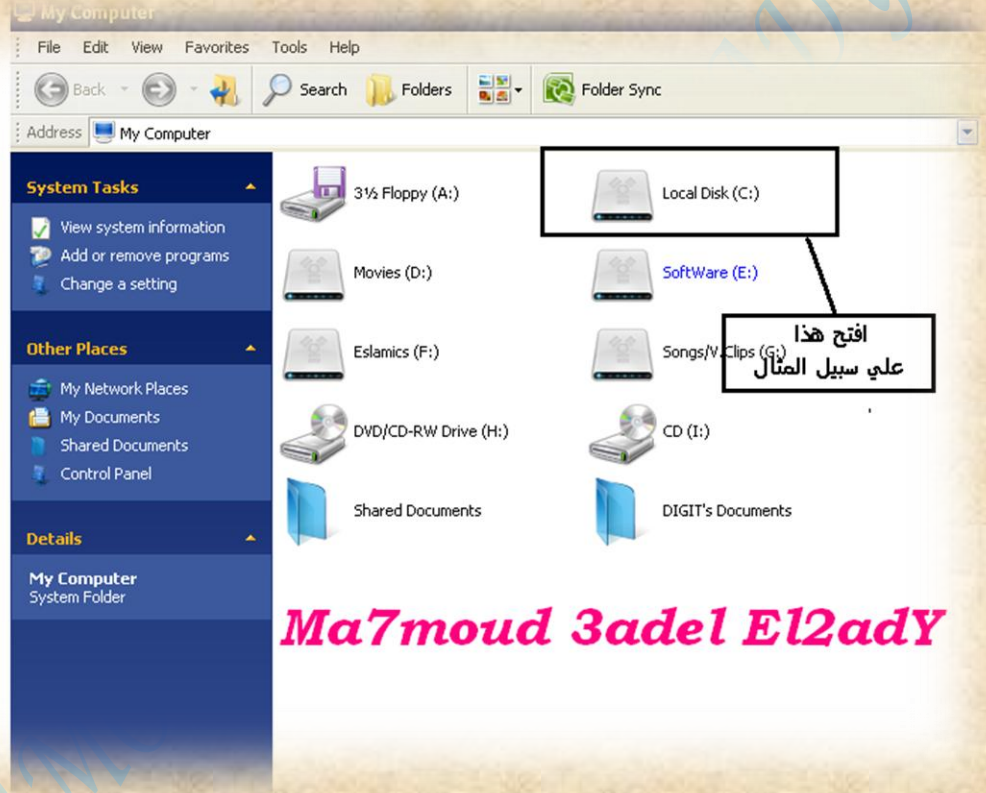 My Computer
File Edit View Favorites Tools Help
Back Search Folders Folder Sync
Address My Computer
System Tasks
View system information
Add or remove programs
Change a setting
Other Places
My Network Places
My Documents
Shared Documents
Control Panel
Details
My Computer
System Folder
3½ Floppy (A:) Local Disk (C:)
Movies (D:) SoftWare (E:)
Eslamics (F:) Songs/V.Clips (G:)
افتح هذا
علي سبيل المثال
DVD/CD-RW Drive (H:) CD (I:)
Shared Documents DIGIT's Documents
Ma7moud 3adel El2adY